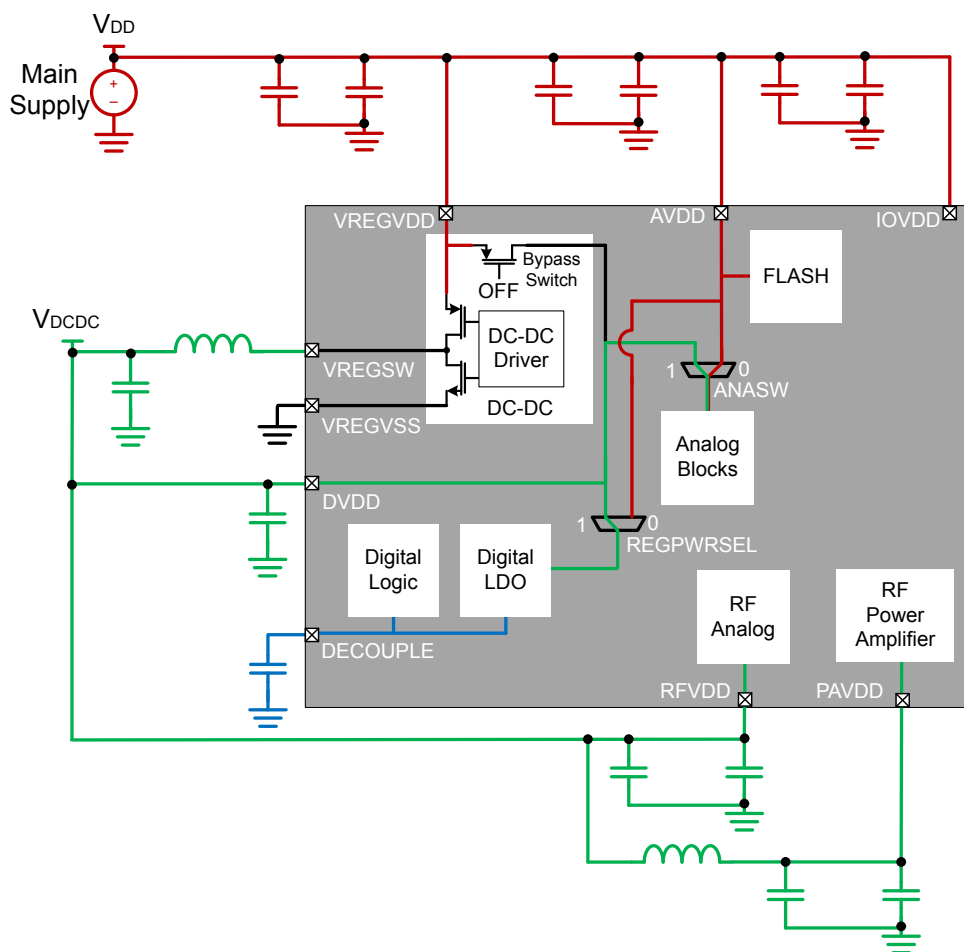 VDD
Main
Supply
+
−
VREGVDD
AVDD
IOVDD
Bypass
Switch
OFF
FLASH
VDCDC
DC-DC
Driver
VREGSW
1
0
ANASW
DC-DC
VREGVSS
Analog
Blocks
DVDD
1
0
REGPWRSEL
Digital
Logic
Digital
LDO
RF
Analog
RF
Power
Amplifier
DECOUPLE
RFVDD
PAVDD